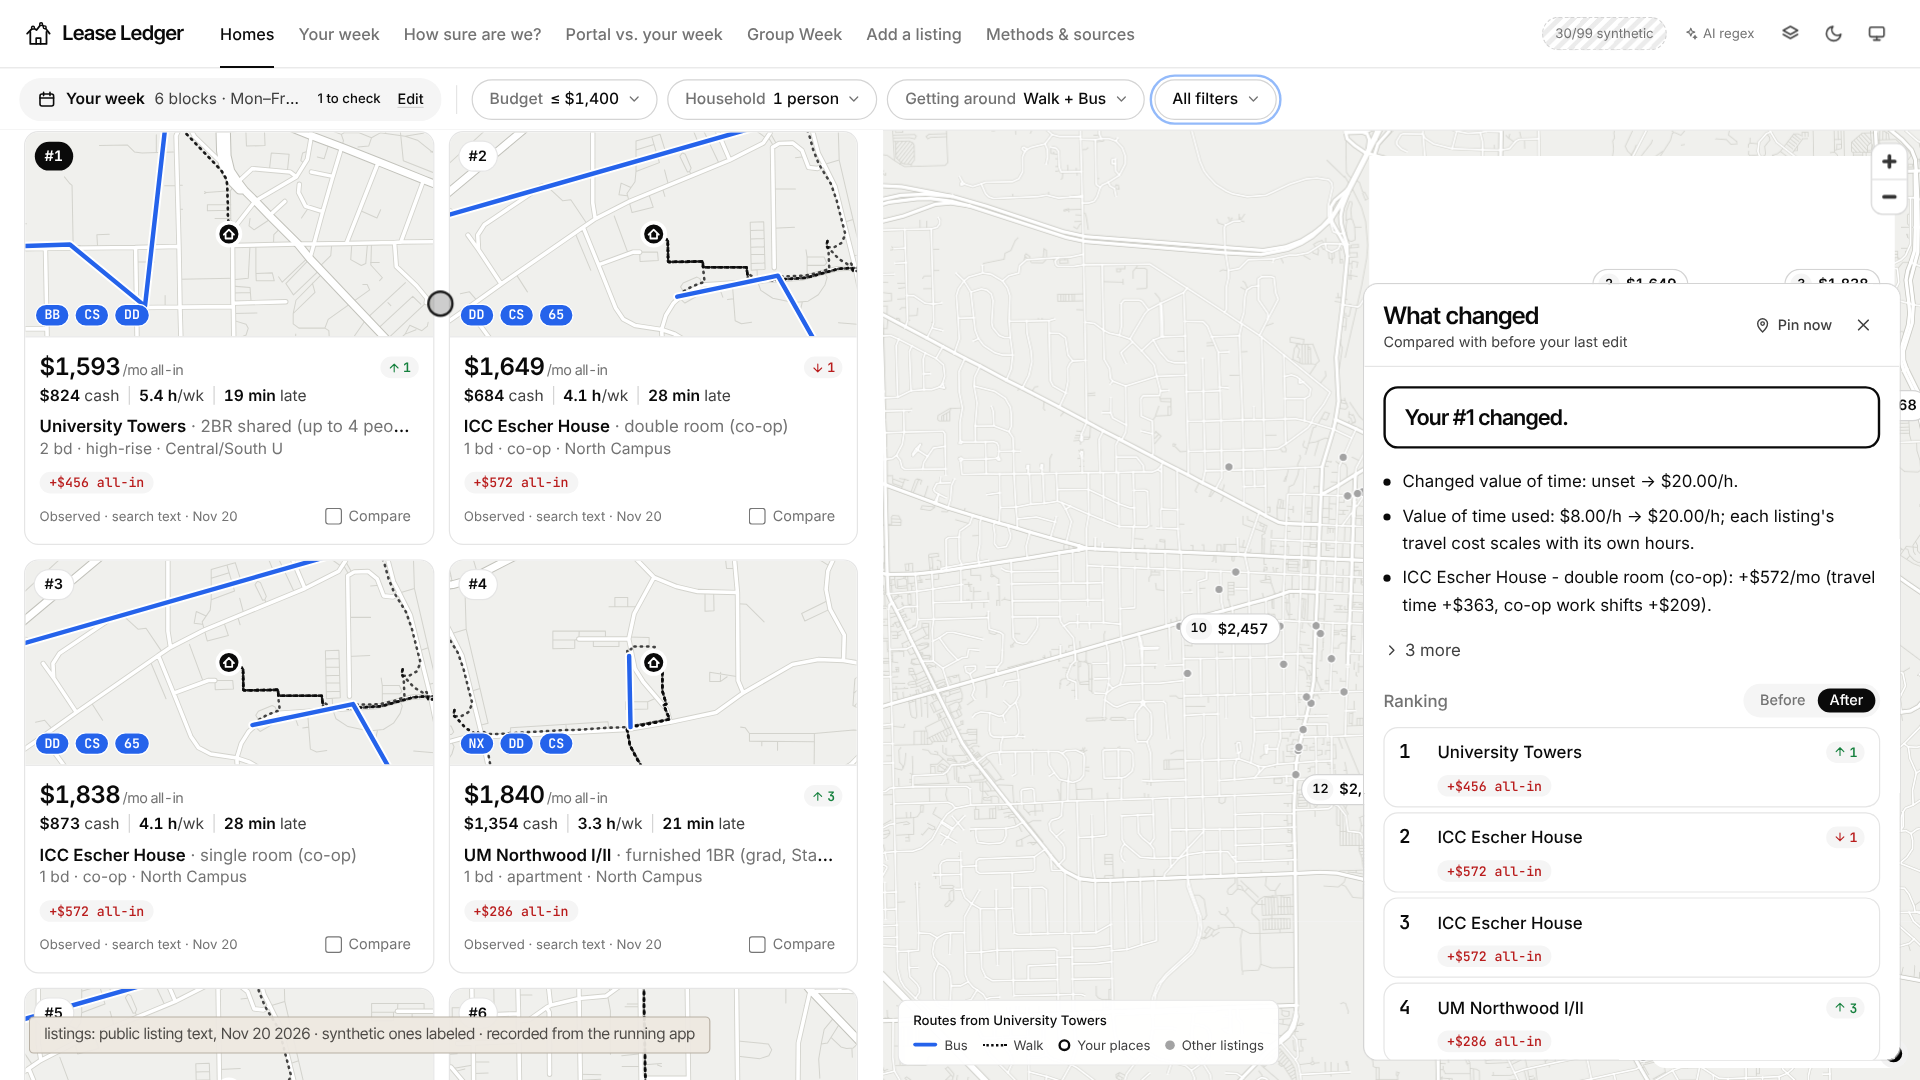 Lease Ledger
Homes
Your week
How sure are we?
Portal vs. your week
Group Week
Add a listing
Methods & sources
30/99 synthetic
AI regex
Your week 6 blocks · Mon–Fr... 1 to check Edit
Budget ≤ $1,400
Household 1 person
Getting around Walk + Bus
All filters
#1
BB CS DD
$1,593 /mo all-in
↑ 1
$824 cash 5.4 h/wk 19 min late
University Towers · 2BR shared (up to 4 peo...
2 bd · high-rise · Central/South U
+$456 all-in
Observed · search text · Nov 20
Compare
#2
DD CS 65
$1,649 /mo all-in
↓ 1
$684 cash 4.1 h/wk 28 min late
ICC Escher House · double room (co-op)
1 bd · co-op · North Campus
+$572 all-in
Observed · search text · Nov 20
Compare
#3
DD CS 65
$1,838 /mo all-in
$873 cash 4.1 h/wk 28 min late
ICC Escher House · single room (co-op)
1 bd · co-op · North Campus
+$572 all-in
Observed · search text · Nov 20
Compare
#4
NX DD CS
$1,840 /mo all-in
↑ 3
$1,354 cash 3.3 h/wk 21 min late
UM Northwood I/II · furnished 1BR (grad, Sta...
1 bd · apartment · North Campus
+$286 all-in
Observed · search text · Nov 20
Compare
#5
#6
listings: public listing text, Nov 20 2026 · synthetic ones labeled · recorded from the running app
10 $2,457
12 $2,
2 $1,649
3 $1,838
68
Routes from University Towers
Bus
Walk
Your places
Other listings
What changed
Compared with before your last edit
Pin now
Your #1 changed.
Changed value of time: unset → $20.00/h.
Value of time used: $8.00/h → $20.00/h; each listing's
travel cost scales with its own hours.
ICC Escher House - double room (co-op): +$572/mo (travel
time +$363, co-op work shifts +$209).
3 more
Ranking
Before
After
1 University Towers ↑ 1
+$456 all-in
2 ICC Escher House ↓ 1
+$572 all-in
3 ICC Escher House
+$572 all-in
4 UM Northwood I/II ↑ 3
+$286 all-in